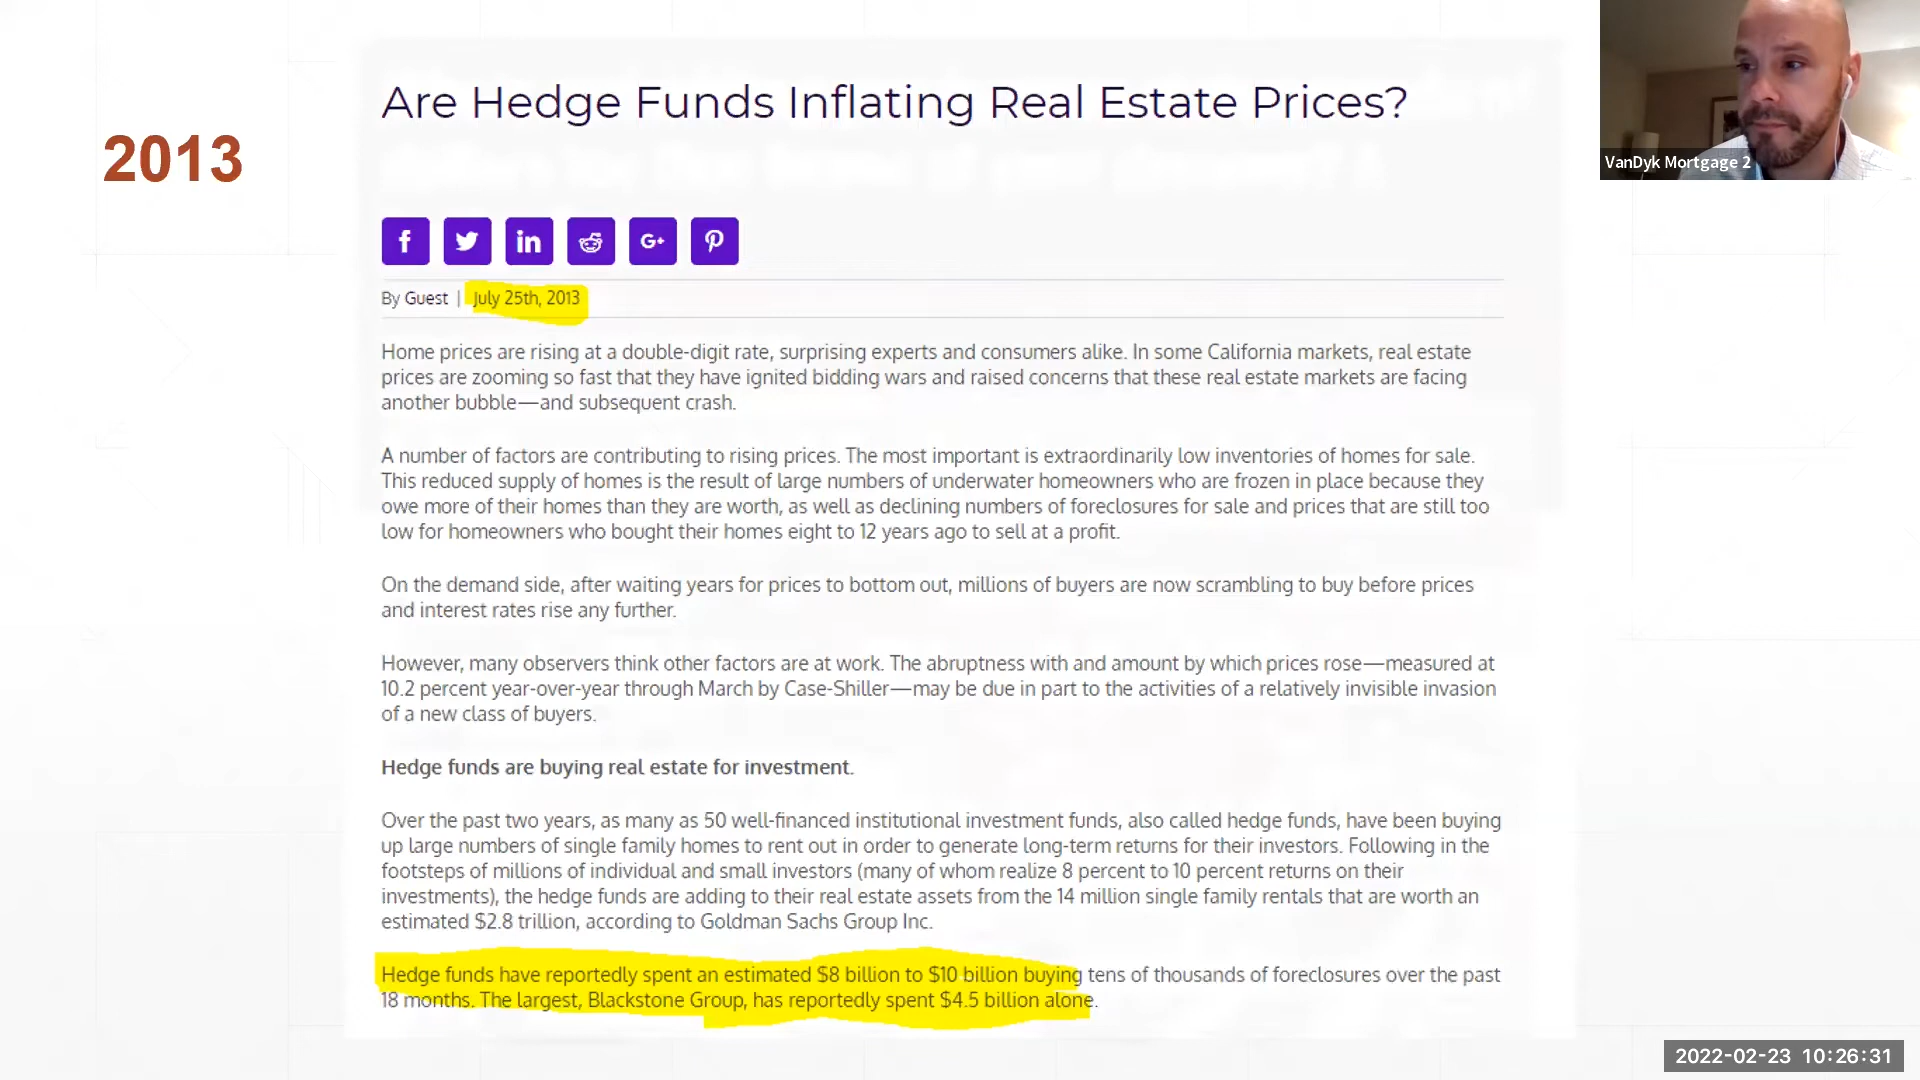 Are Hedge Funds Inflating Real Estate Prices?
2013
VanDyk Mortgage 2
f in G+
By Guest | July 25th, 2013
Home prices are rising at a double-digit rate, surprising experts and consumers alike. In some California markets, real estate
prices are zooming so fast that they have ignited bidding wars and raised concerns that these real estate markets are facing
another bubble—and subsequent crash.
A number of factors are contributing to rising prices. The most important is extraordinarily low inventories of homes for sale.
This reduced supply of homes is the result of large numbers of underwater homeowners who are frozen in place because they
owe more of their homes than they are worth, as well as declining numbers of foreclosures for sale and prices that are still too
low for homeowners who bought their homes eight to 12 years ago to sell at a profit.
On the demand side, after waiting years for prices to bottom out, millions of buyers are now scrambling to buy before prices
and interest rates rise any further.
However, many observers think other factors are at work. The abruptness with and amount by which prices rose—measured at
10.2 percent year-over-year through March by Case-Shiller—may be due in part to the activities of a relatively invisible invasion
of a new class of buyers.
Hedge funds are buying real estate for investment.
Over the past two years, as many as 50 well-financed institutional investment funds, also called hedge funds, have been buying
up large numbers of single family homes to rent out in order to generate long-term returns for their investors. Following in the
footsteps of millions of individual and small investors (many of whom realize 8 percent to 10 percent returns on their
investments), the hedge funds are adding to their real estate assets from the 14 million single family rentals that are worth an
estimated $2.8 trillion, according to Goldman Sachs Group Inc.
Hedge funds have reportedly spent an estimated $8 billion to $10 billion buying tens of thousands of foreclosures over the past
18 months. The largest, Blackstone Group, has reportedly spent $4.5 billion alone.
2022-02-23 10:26:31